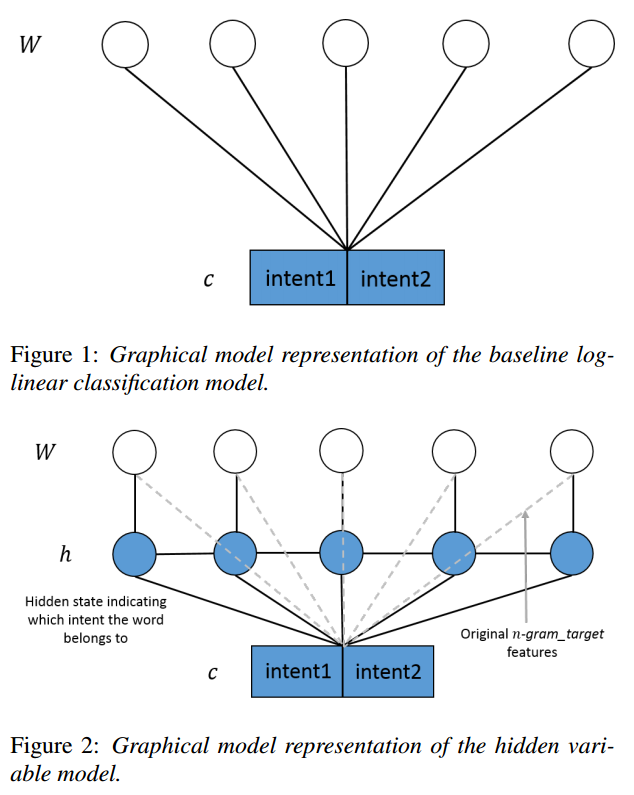 W
c
intent1 intent2
Figure 1: Graphical model representation of the baseline log-
linear classification model.
W
h
Hidden state indicating
which intent the word
belongs to
Original n-gram_target
features
c
intent1 intent2
Figure 2: Graphical model representation of the hidden vari-
able model.